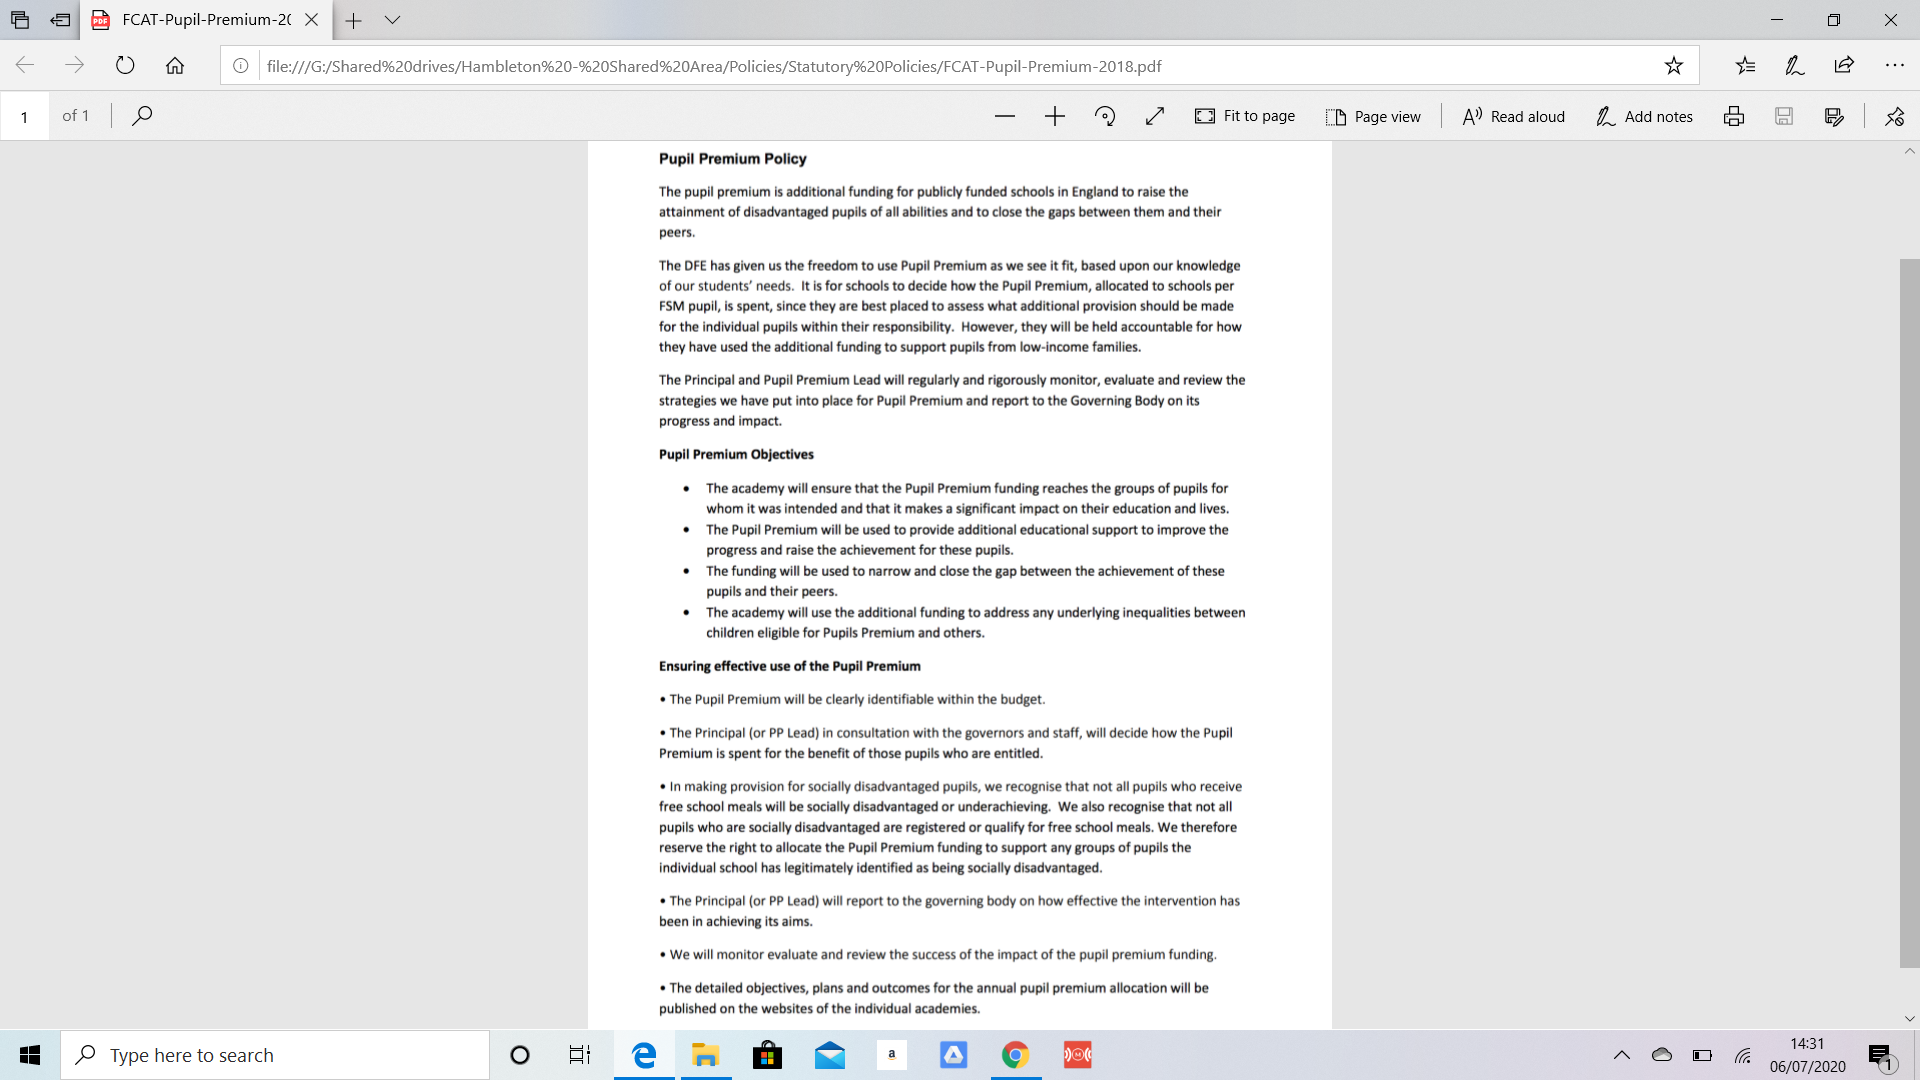 FCAT-Pupil-Premium-20
file:///G:/Shared%20drives/Hambleton%20-%20Shared%20Area/Policies/Statutory%20Policies/FCAT-Pupil-Premium-2018.pdf
1 of 1 Fit to page Page view Read aloud Add notes
Pupil Premium Policy
The pupil premium is additional funding for publicly funded schools in England to raise the
attainment of disadvantaged pupils of all abilities and to close the gaps between them and their
peers.
The DFE has given us the freedom to use Pupil Premium as we see it fit, based upon our knowledge
of our students' needs. It is for schools to decide how the Pupil Premium, allocated to schools per
FSM pupil, is spent, since they are best placed to assess what additional provision should be made
for the individual pupils within their responsibility. However, they will be held accountable for how
they have used the additional funding to support pupils from low-income families.
The Principal and Pupil Premium Lead will regularly and rigorously monitor, evaluate and review the
strategies we have put into place for Pupil Premium and report to the Governing Body on its
progress and impact.
Pupil Premium Objectives
• The academy will ensure that the Pupil Premium funding reaches the groups of pupils for
whom it was intended and that it makes a significant impact on their education and lives.
• The Pupil Premium will be used to provide additional educational support to improve the
progress and raise the achievement for these pupils.
• The funding will be used to narrow and close the gap between the achievement of these
pupils and their peers.
• The academy will use the additional funding to address any underlying inequalities between
children eligible for Pupils Premium and others.
Ensuring effective use of the Pupil Premium
• The Pupil Premium will be clearly identifiable within the budget.
• The Principal (or PP Lead) in consultation with the governors and staff, will decide how the Pupil
Premium is spent for the benefit of those pupils who are entitled.
• In making provision for socially disadvantaged pupils, we recognise that not all pupils who receive
free school meals will be socially disadvantaged or underachieving. We also recognise that not all
pupils who are socially disadvantaged are registered or qualify for free school meals. We therefore
reserve the right to allocate the Pupil Premium funding to support any groups of pupils the
individual school has legitimately identified as being socially disadvantaged.
• The Principal (or PP Lead) will report to the governing body on how effective the intervention has
been in achieving its aims.
• We will monitor evaluate and review the success of the impact of the pupil premium funding.
• The detailed objectives, plans and outcomes for the annual pupil premium allocation will be
published on the websites of the individual academies.
Type here to search
14:31
06/07/2020
1